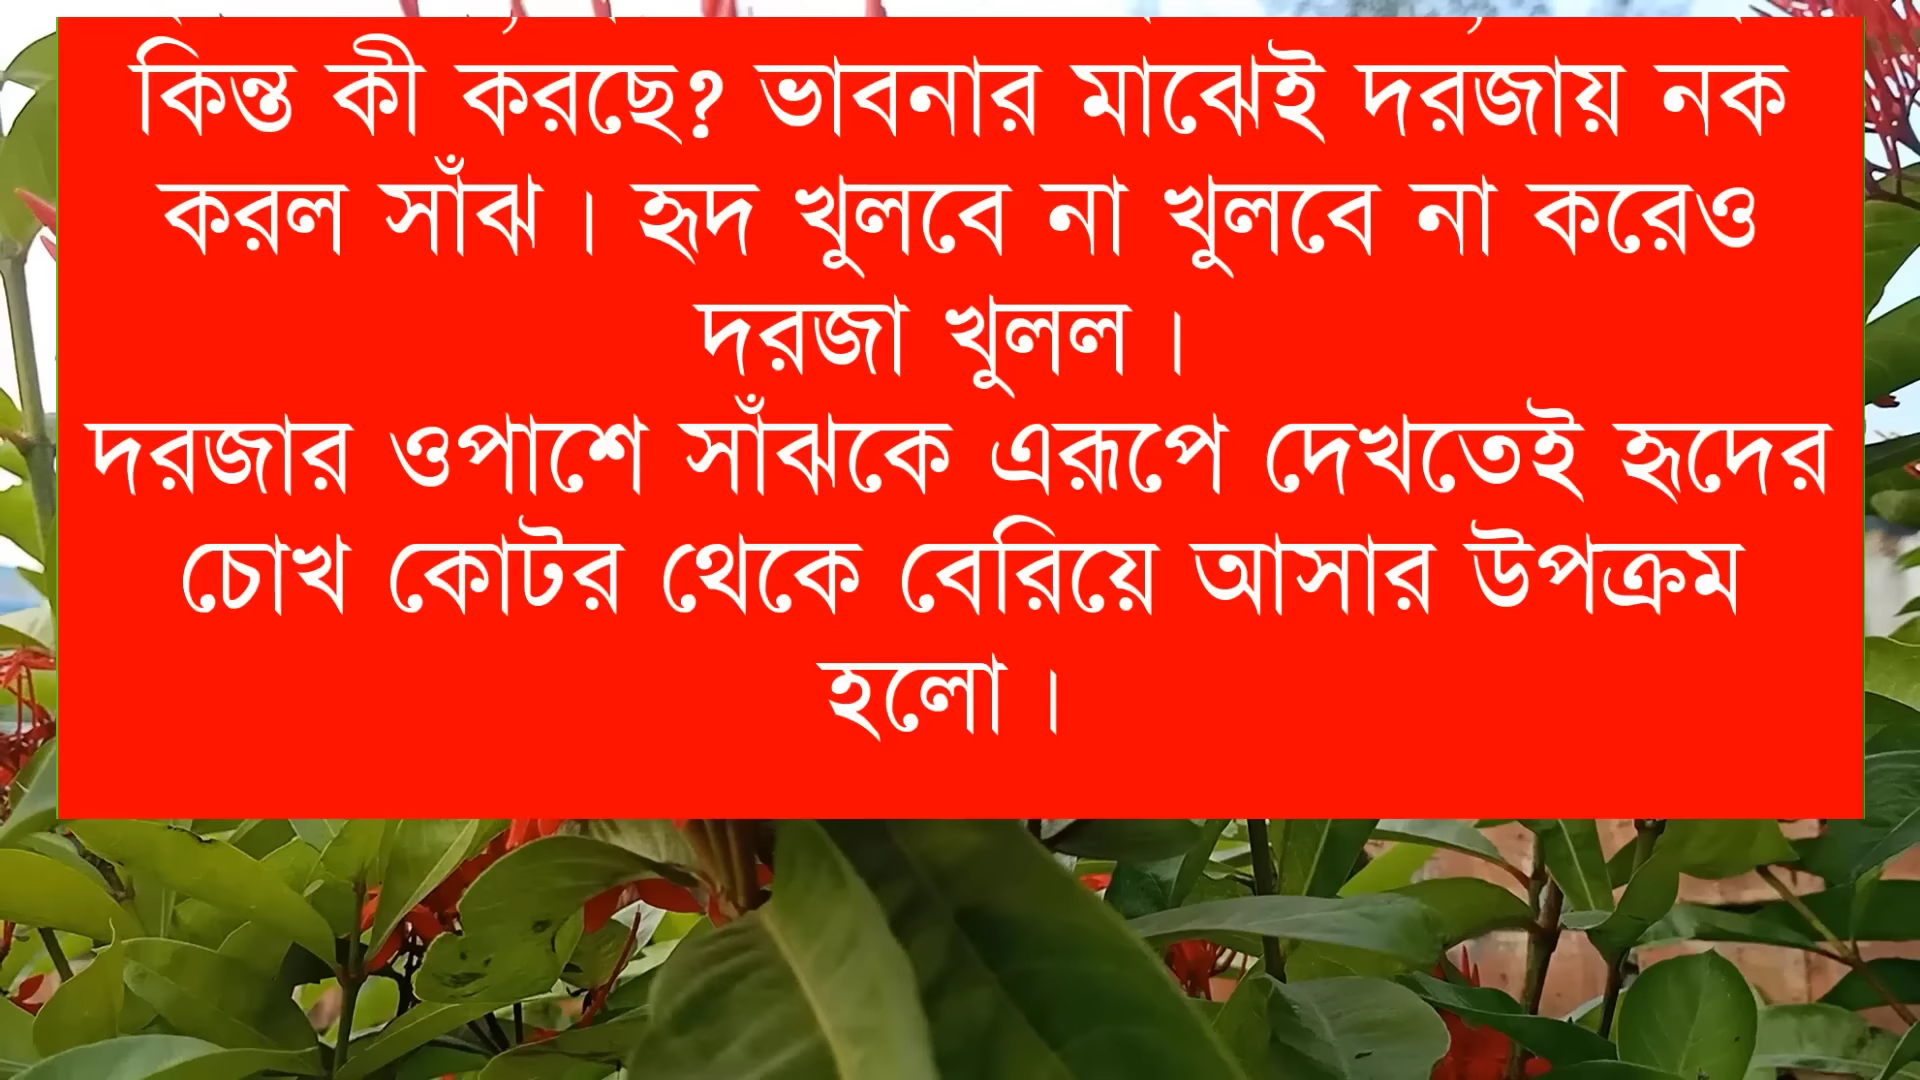 কিন্ত কী করছে? ভাবনার মাঝেই দরজায় নক
করল সাঁঝ। হৃদ খুলবে না খুলবে না করেও
দরজা খুলল।
দরজার ওপাশে সাঁঝকে এরূপে দেখতেই হৃদের
চোখ কোটর থেকে বেরিয়ে আসার উপক্রম
হলো।